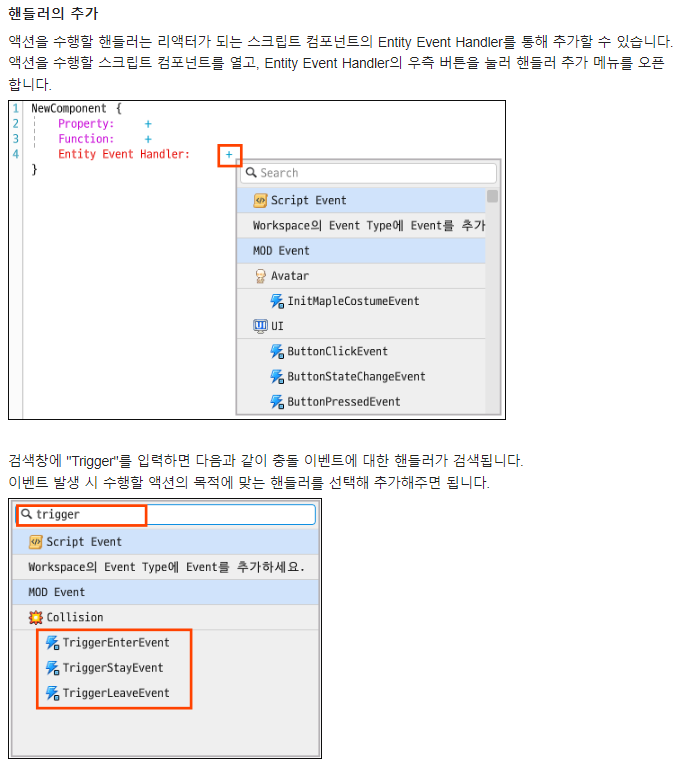 핸들러의 추가
액션을 수행할 핸들러는 리액터가 되는 스크립트 컴포넌트의 Entity Event Handler를 통해 추가할 수 있습니다.
액션을 수행할 스크립트 컴포넌트를 열고, Entity Event Handler의 우측 버튼을 눌러 핸들러 추가 메뉴를 오픈
합니다.
1 NewComponent {
2 Property: +
3 Function: +
4 Entity Event Handler: +
}
Search
Script Event
Workspace의 Event Type에 Event를 추가
MOD Event
Avatar
InitMapleCostumeEvent
UI
ButtonClickEvent
ButtonStateChangeEvent
ButtonPressedEvent
검색창에 "Trigger"를 입력하면 다음과 같이 충돌 이벤트에 대한 핸들러가 검색됩니다.
이벤트 발생 시 수행할 액션의 목적에 맞는 핸들러를 선택해 추가해주면 됩니다.
trigger
Script Event
Workspace의 Event Type에 Event를 추가하세요.
MOD Event
Collision
TriggerEnterEvent
TriggerStayEvent
TriggerLeaveEvent